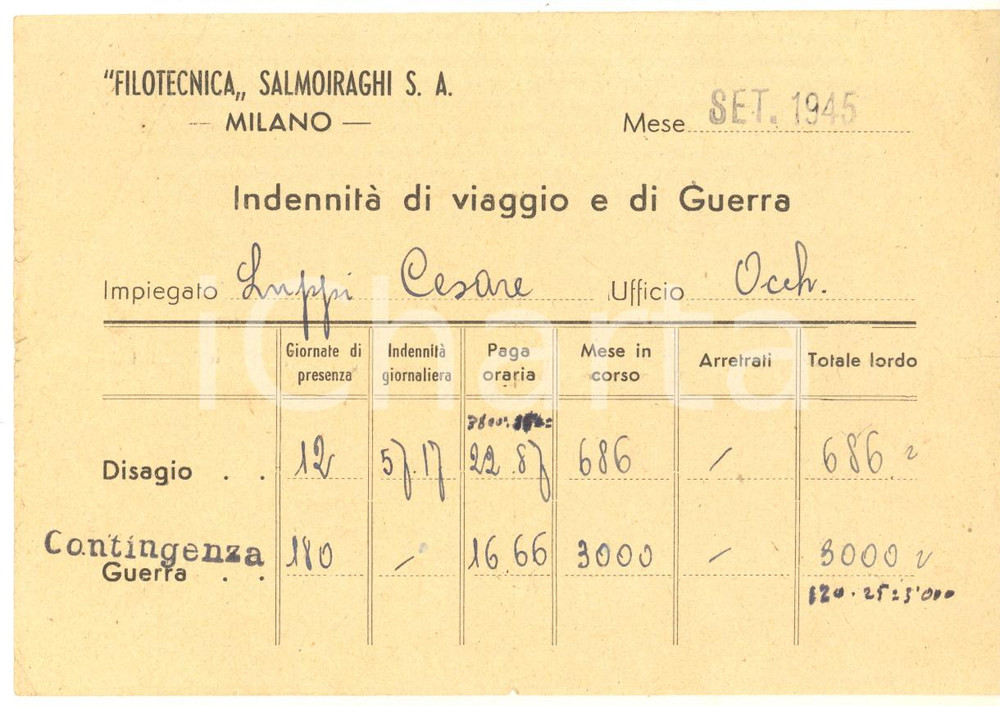 "FILOTECNICA„ SALMOIRAGHI S. A.
— MILANO —
Mese SET. 1945
Indennità di viaggio e di Guerra
Impiegato Luppi Cesare Ufficio Occh.
Giornate di presenza Indennità giornaliera Paga oraria Mese in corso Arretrati Totale lordo
Disagio . . 12 57.17 22.87 686 / 686
Contingenza
Guerra . . 180 / 16.66 3000 / 3000
120.25=3'000
iCharta